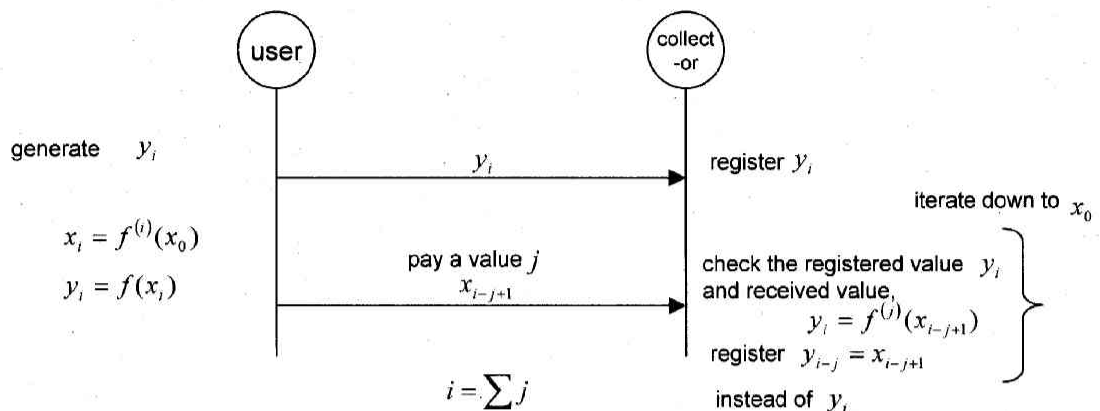 user
collect
-or
generate y_i
y_i
register y_i
iterate down to x_0
x_i = f^{(i)}(x_0)
y_i = f(x_i)
pay a value j
x_{i-j+1}
check the registered value y_i
and received value,
y_i = f^{(j)}(x_{i-j+1})
register y_{i-j} = x_{i-j+1}
instead of y_i
i = ∑ j